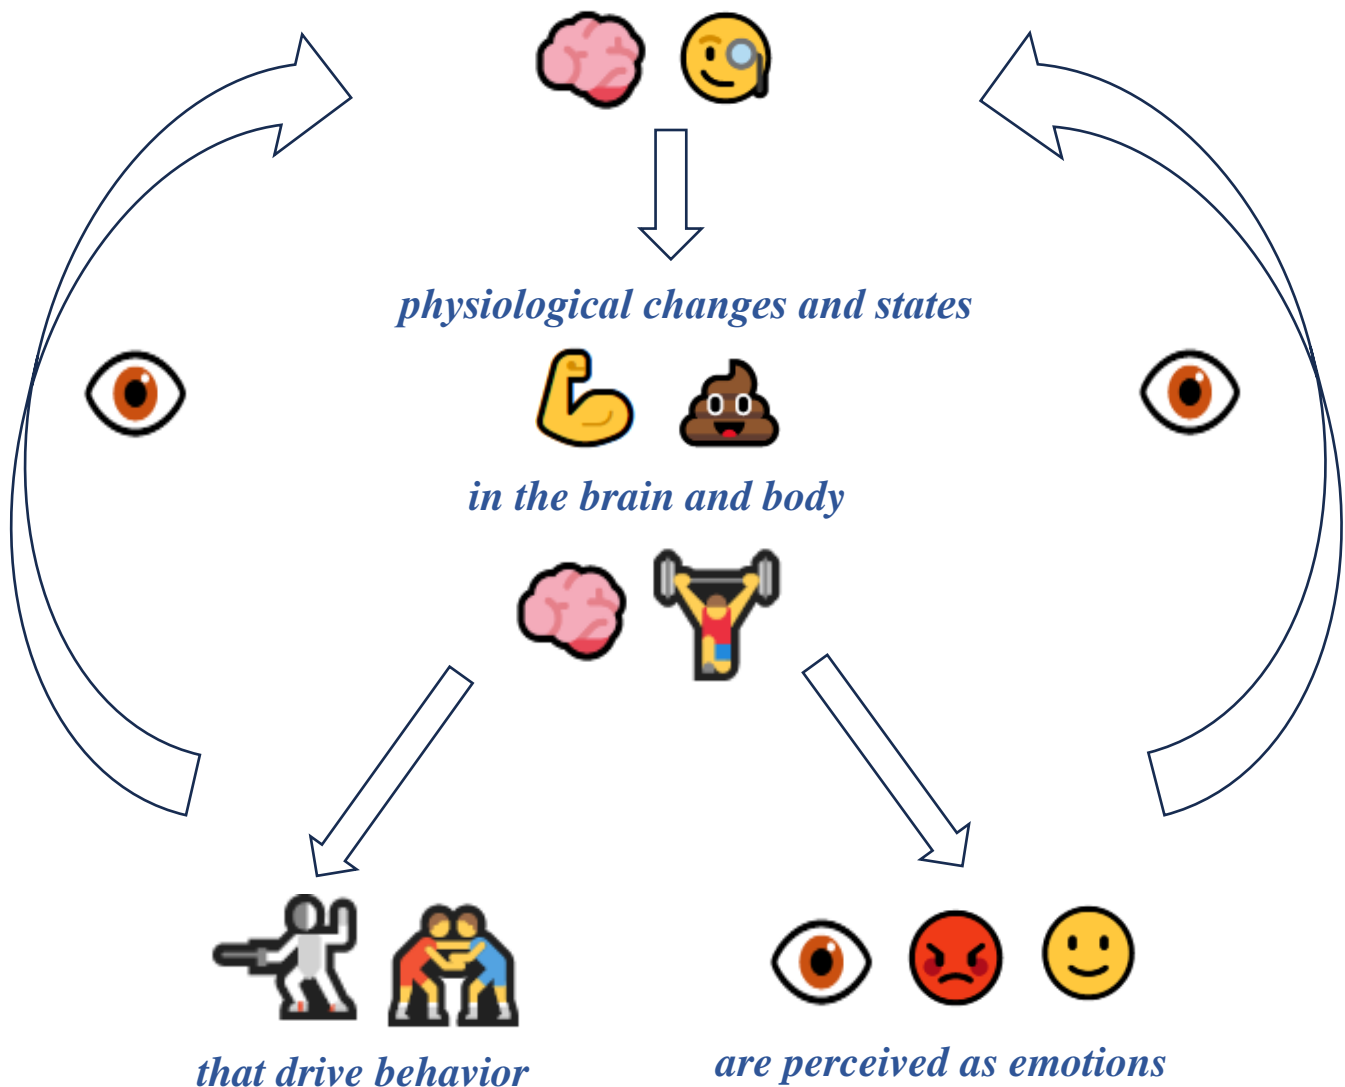 physiological changes and states
in the brain and body
that drive behavior
are perceived as emotions